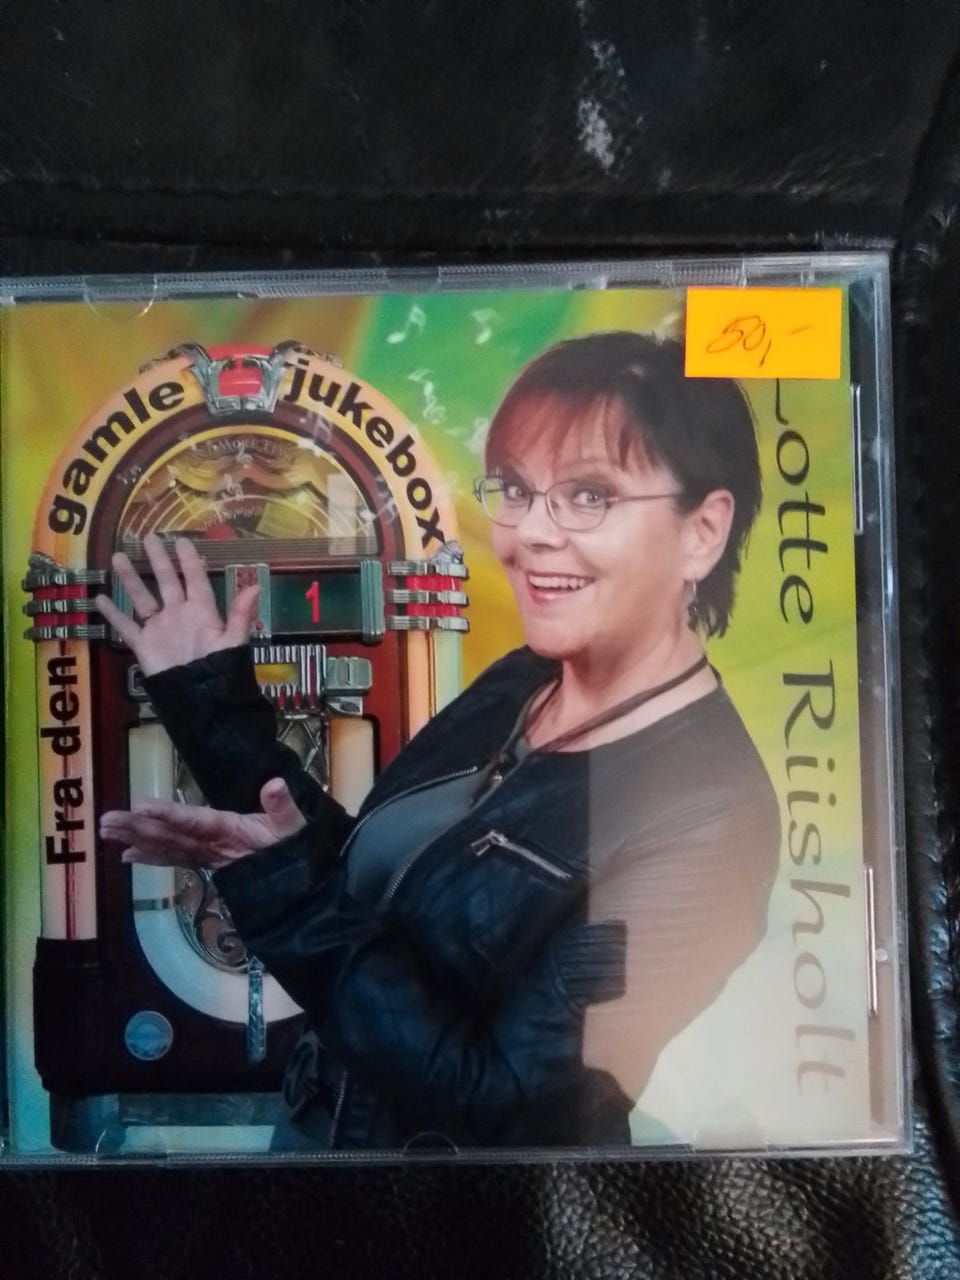 Fra den gamle jukebox
1
50,-
Lotte Riisholt